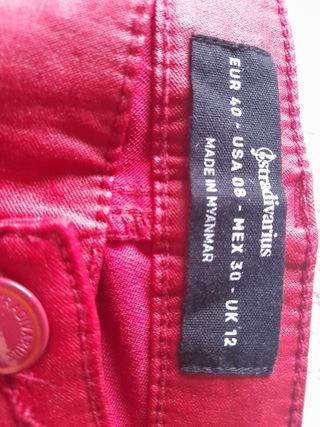 stradivarius
EUR 40 - USA 08 - MEX 30 - UK 12
MADE IN MYANMAR